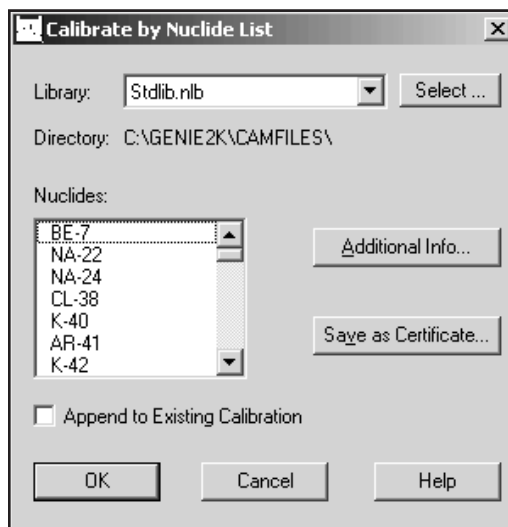 Calibrate by Nuclide List
Library: Stdlib.nlb Select ...
Directory: C:\GENIE2K\CAMFILES\
Nuclides:
BE-7
NA-22
NA-24
CL-38
K-40
AR-41
K-42
Additional Info...
Save as Certificate...
Append to Existing Calibration
OK Cancel Help